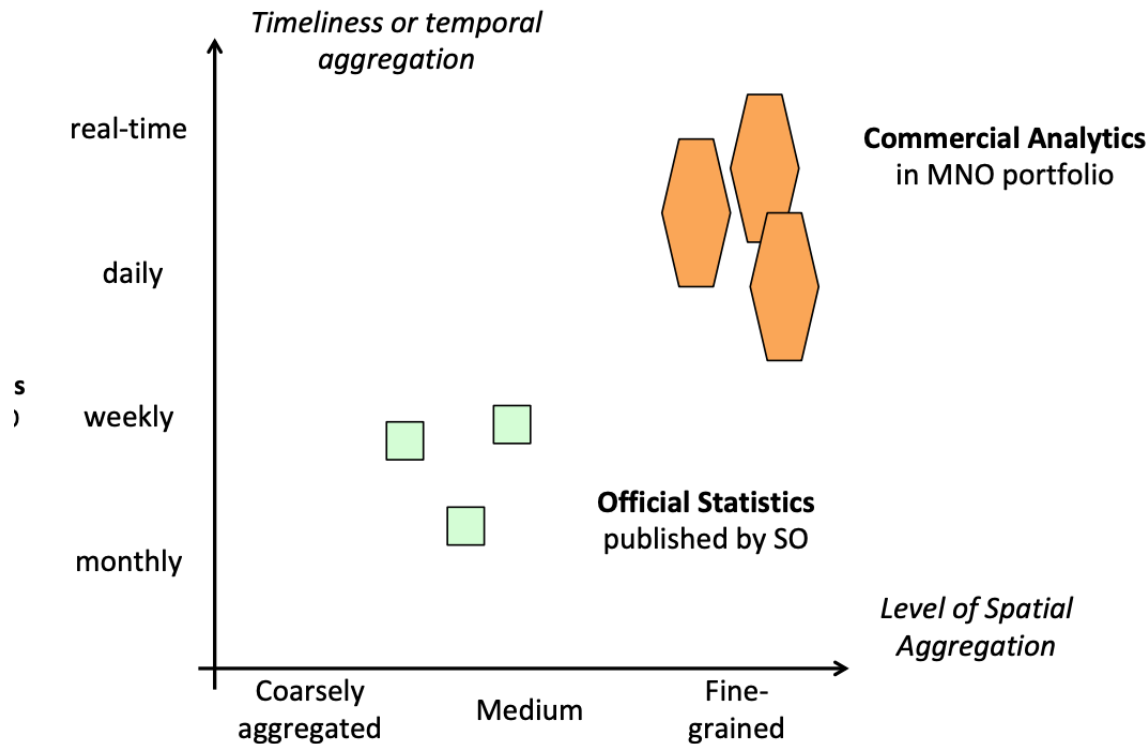 Timeliness or temporal
aggregation
real-time
Commercial Analytics
in MNO portfolio
daily
s
weekly
Official Statistics
published by SO
monthly
Level of Spatial
Aggregation
Coarsely
aggregated
Medium
Fine-
grained